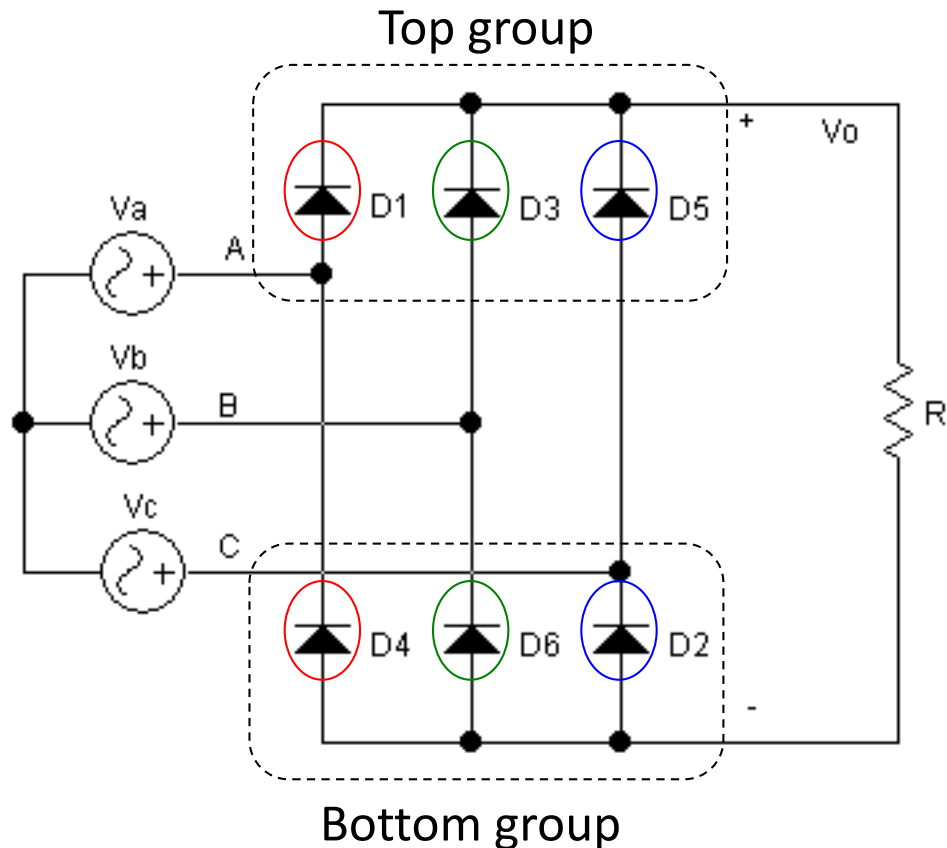 Top group
+ Vo
D1 D3 D5
Va
A
+
Vb
B
+
R
Vc
C
+
D4 D6 D2
-
Bottom group